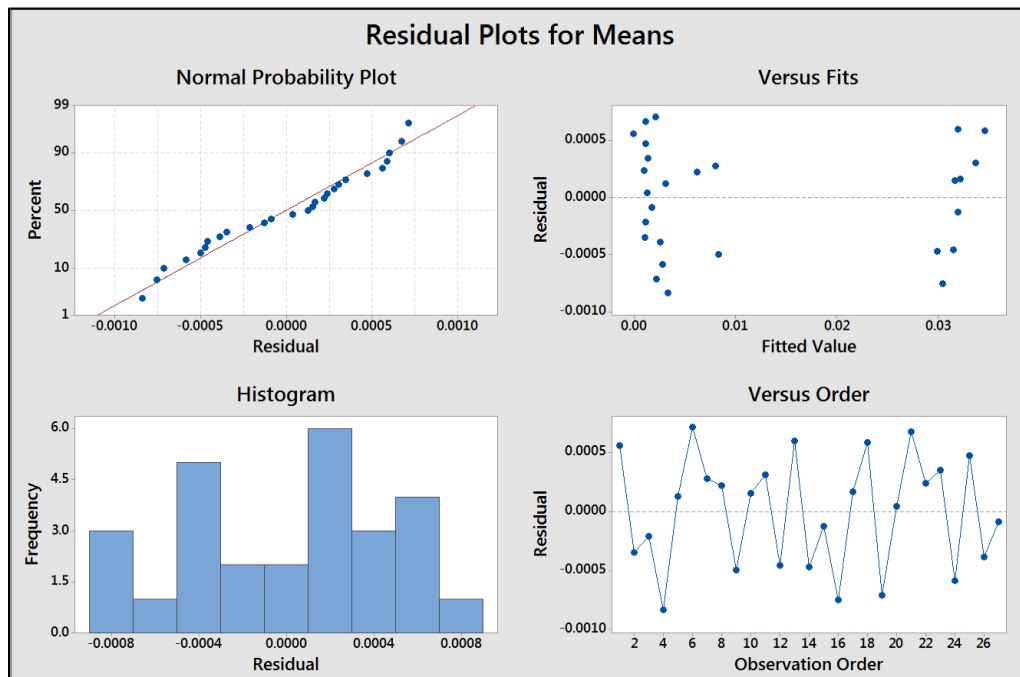 Residual Plots for Means
Normal Probability Plot
99
90
50
10
1
Percent
-0.0010 -0.0005 0.0000 0.0005 0.0010
Residual
Versus Fits
0.0005
0.0000
-0.0005
-0.0010
Residual
0.00 0.01 0.02 0.03
Fitted Value
Histogram
6.0
4.5
3.0
1.5
0.0
Frequency
-0.0008 -0.0004 0.0000 0.0004 0.0008
Residual
Versus Order
0.0005
0.0000
-0.0005
-0.0010
Residual
2 4 6 8 10 12 14 16 18 20 22 24 26
Observation Order